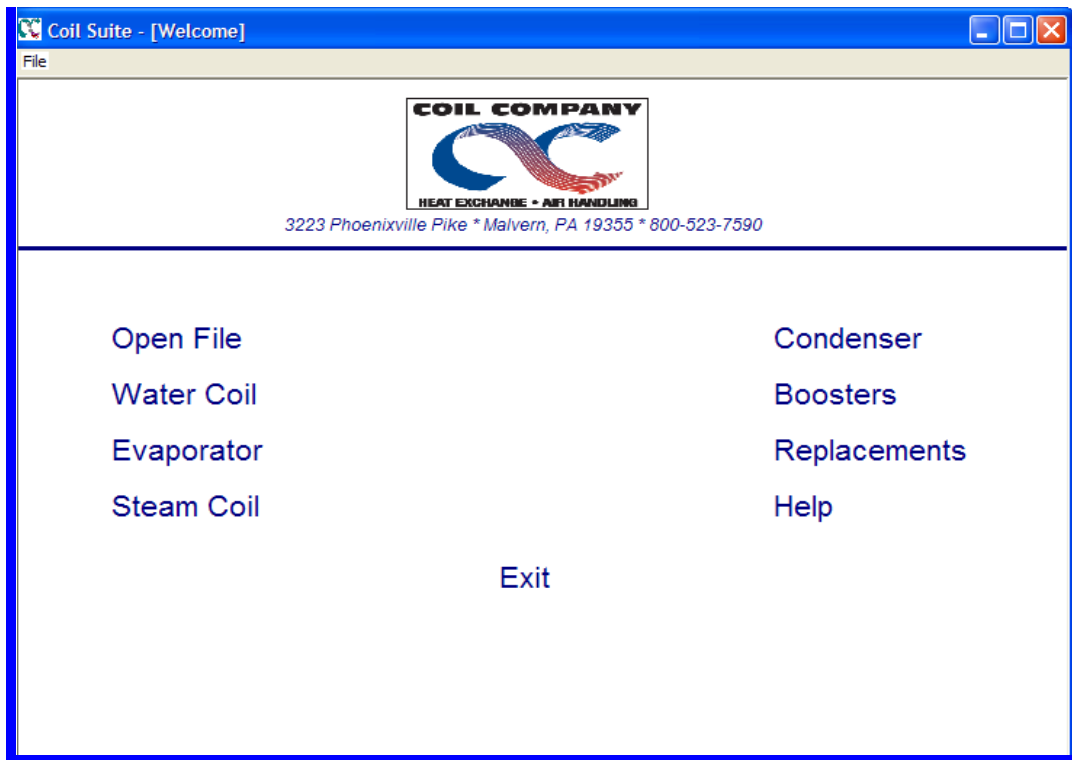 Coil Suite - [Welcome]
File
COIL COMPANY
HEAT EXCHANGE • AIR HANDLING
3223 Phoenixville Pike * Malvern, PA 19355 * 800-523-7590
Open File
Condenser
Water Coil
Boosters
Evaporator
Replacements
Steam Coil
Help
Exit